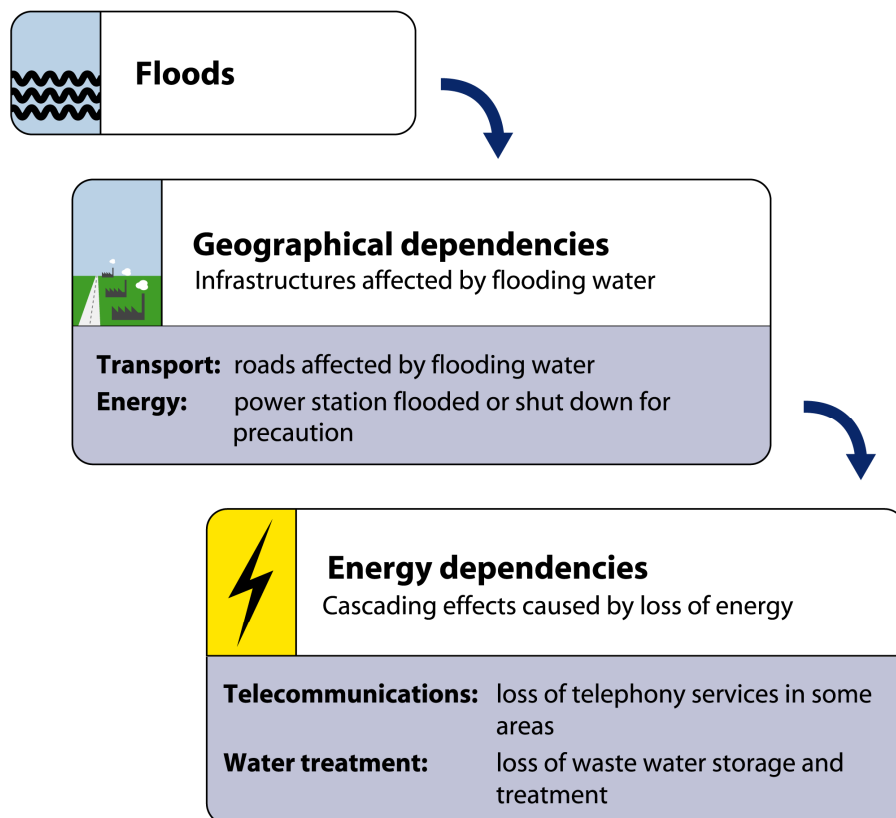 Floods
Geographical dependencies
Infrastructures affected by flooding water
Transport: roads affected by flooding water
Energy: power station flooded or shut down for
precaution
Energy dependencies
Cascading effects caused by loss of energy
Telecommunications: loss of telephony services in some
areas
Water treatment: loss of waste water storage and
treatment